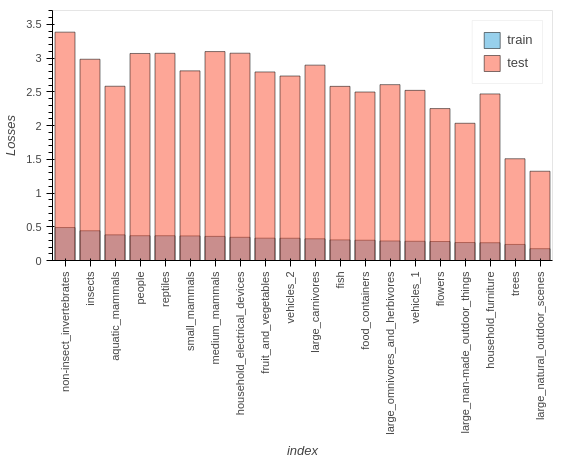 3.5
3
2.5
2
1.5
1
0.5
0
Losses
train
test
non-insect_invertebrates
insects
aquatic_mammals
people
reptiles
small_mammals
medium_mammals
household_electrical_devices
fruit_and_vegetables
vehicles_2
large_carnivores
fish
food_containers
large_omnivores_and_herbivores
vehicles_1
flowers
large_man-made_outdoor_things
household_furniture
trees
large_natural_outdoor_scenes
index